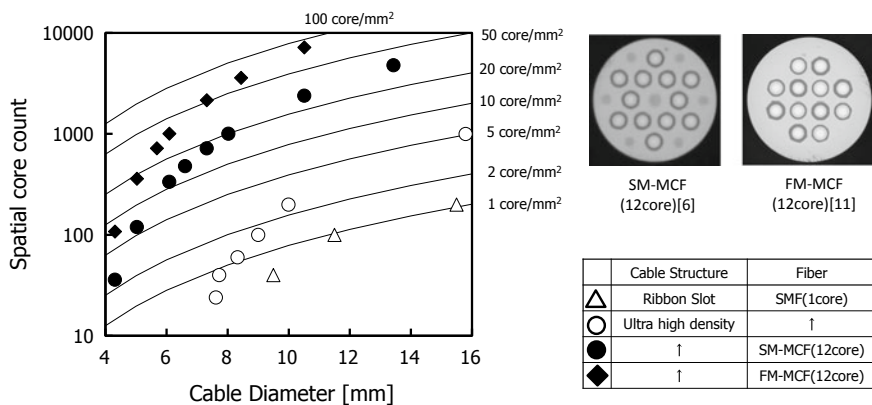 100 core/mm²
10000
1000
100
10
Spatial core count
4
6
8
10
12
14
16
Cable Diameter [mm]
50 core/mm²
20 core/mm²
10 core/mm²
5 core/mm²
2 core/mm²
1 core/mm²
SM-MCF
(12core)[6]
FM-MCF
(12core)[11]
Cable Structure Fiber
△ Ribbon Slot SMF(1core)
○ Ultra high density ↑
● ↑ SM-MCF(12core)
◆ ↑ FM-MCF(12core)